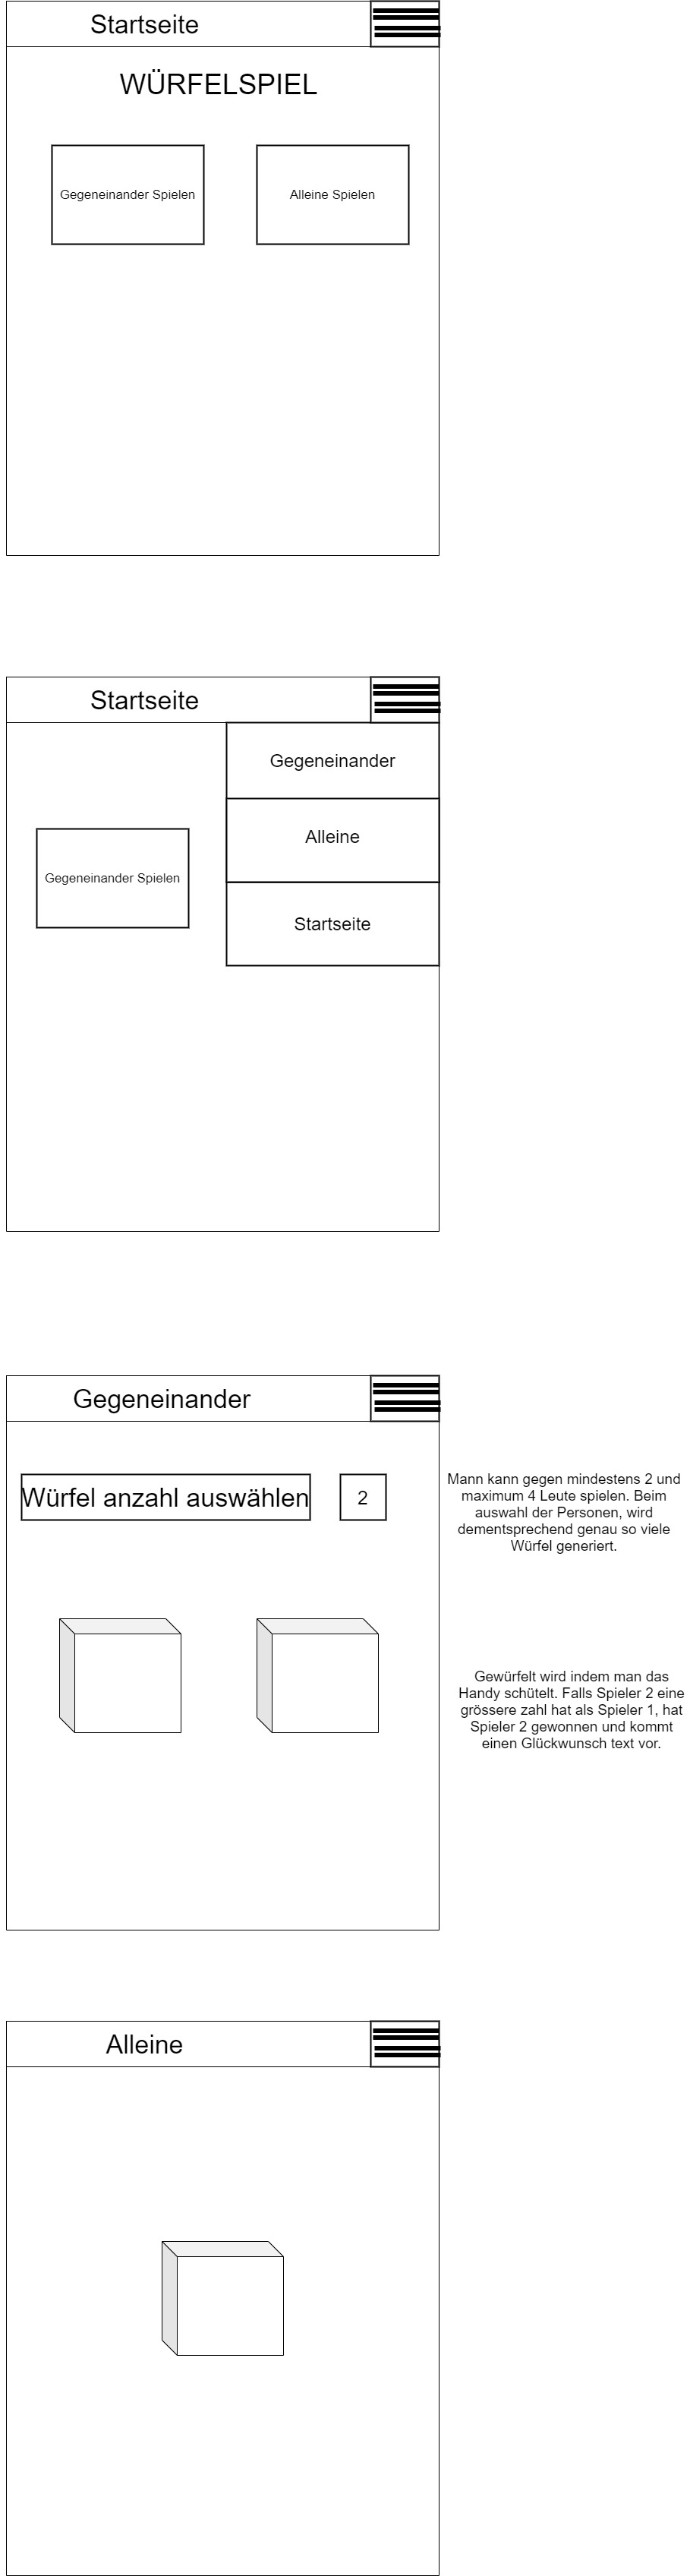 Startseite
WÜRFELSPIEL
Gegeneinander Spielen
Alleine Spielen
Startseite
Gegeneinander
Alleine
Gegeneinander Spielen
Startseite
Gegeneinander
Würfel anzahl auswählen
2
Mann kann gegen mindestens 2 und
maximum 4 Leute spielen. Beim
auswahl der Personen, wird
dementsprechend genau so viele
Würfel generiert.
Gewürfelt wird indem man das
Handy schütelt. Falls Spieler 2 eine
grössere zahl hat als Spieler 1, hat
Spieler 2 gewonnen und kommt
einen Glückwunsch text vor.
Alleine